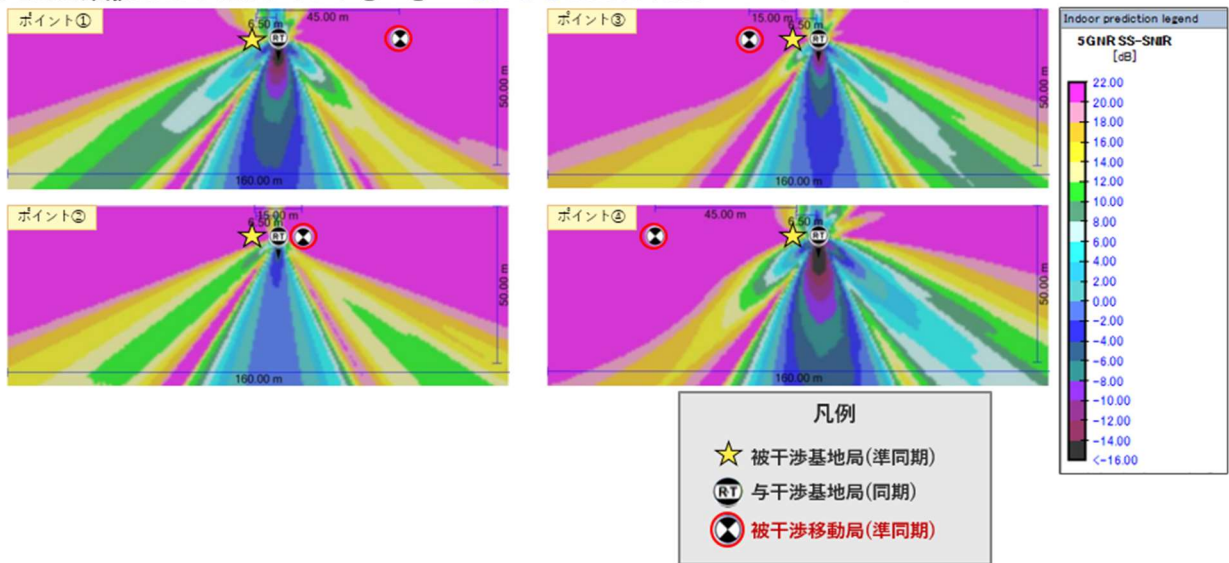 ポイント①
6.50 m
45.00 m
50.00 m
160.00 m
RT
ポイント③
15.00 m
6.50 m
50.00 m
160.00 m
RT
ポイント②
15.00 m
6.50 m
50.00 m
160.00 m
RT
ポイント④
45.00 m
6.50 m
50.00 m
160.00 m
RT
Indoor prediction legend
5GNR SS-SNIR
[dB]
22.00
20.00
18.00
16.00
14.00
12.00
10.00
8.00
6.00
4.00
2.00
0.00
-2.00
-4.00
-6.00
-8.00
-10.00
-12.00
-14.00
<-16.00
凡例
被干渉基地局(準同期)
RT 与干渉基地局(同期)
被干渉移動局(準同期)